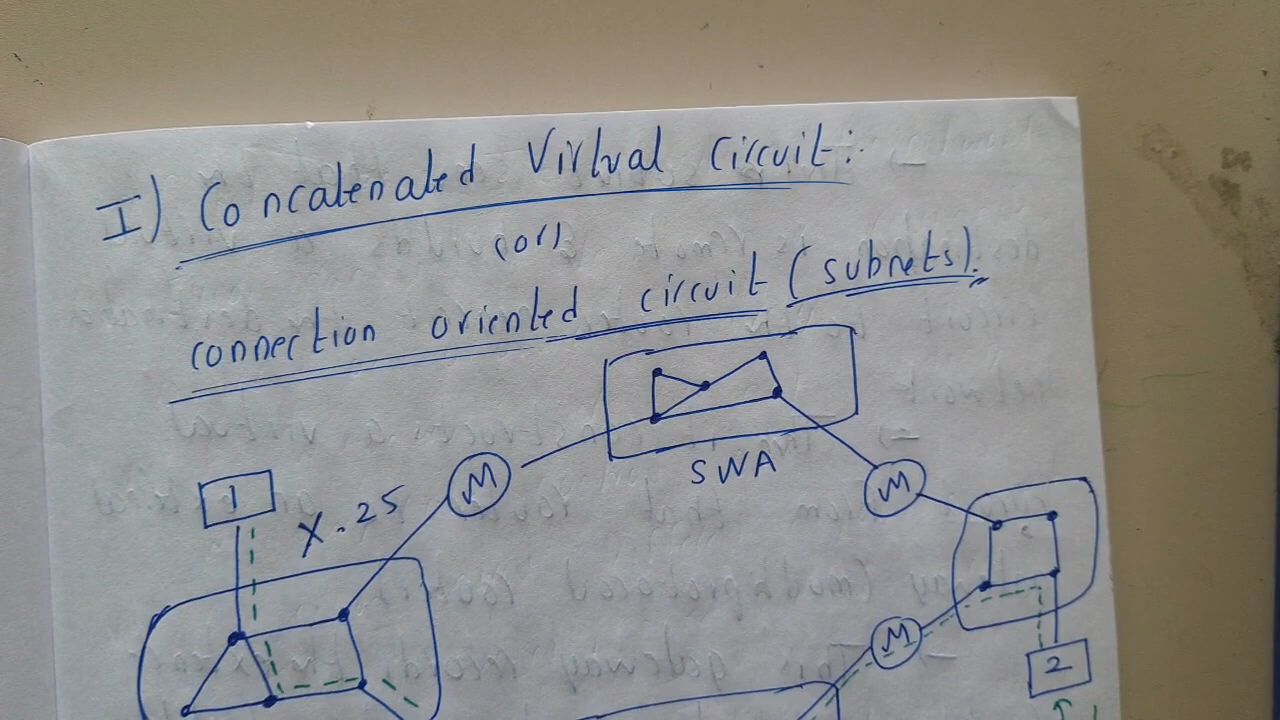 I) Concatenated Virtual Circuit:
(or)
connection oriented circuit (subnets).
SWA
M
M
1
X.25
M
2